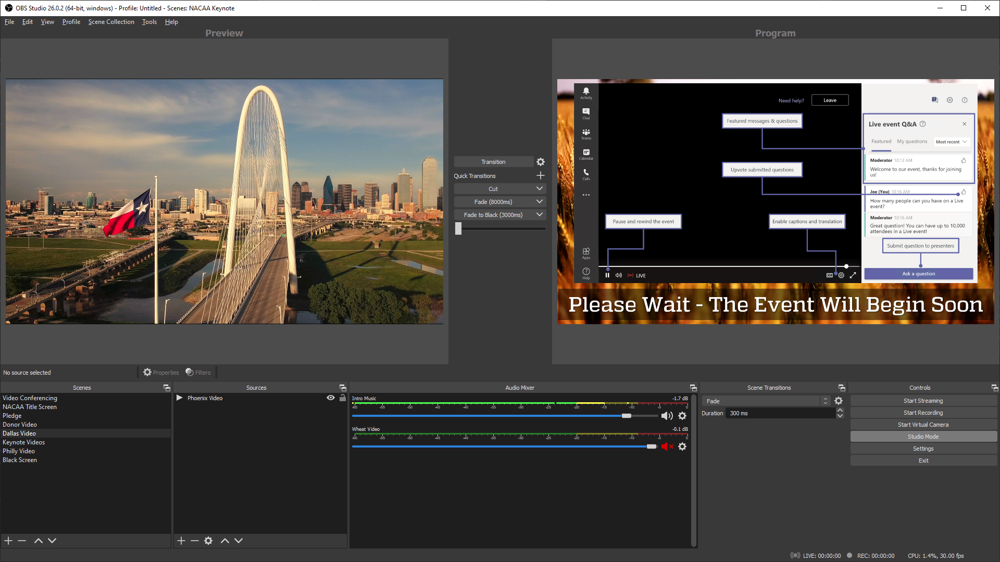 OBS Studio 26.0.2 (64-bit, windows) - Profile: Untitled - Scenes: NACAA Keynote
File Edit View Profile Scene Collection Tools Help
Preview
Program
Transition
Quick Transitions
Cut
Fade (8000ms)
Fade to Black (3000ms)
Activity
Chat
Teams
Calendar
Calls
Apps
Help
Need help?
Leave
Featured messages & questions
Upvote submitted questions
Pause and rewind the event
Enable captions and translation
LIVE
Live event Q&A
Featured My questions Most recent
Moderator 10:13 AM
Welcome to our event, thanks for joining
us!
Joe (You) 10:16 AM
How many people can you have on a Live
event?
Moderator 10:16 AM
Great question! You can have up to 10,000
attendees in a Live event!
Submit question to presenters
Ask a question
Please Wait - The Event Will Begin Soon
No source selected
Properties
Filters
Scenes
Video Conferencing
NACAA Title Screen
Pledge
Donor Video
Dallas Video
Keynote Videos
Philly Video
Black Screen
Sources
Phoenix Video
Audio Mixer
Intro Music -1.7 dB
-60 -55 -50 -45 -40 -35 -30 -25 -20 -15 -10 -5 0
Wheat Video -0.1 dB
-60 -55 -50 -45 -40 -35 -30 -25 -20 -15 -10 -5 0
Scene Transitions
Fade
Duration 300 ms
Controls
Start Streaming
Start Recording
Start Virtual Camera
Studio Mode
Settings
Exit
LIVE: 00:00:00 REC: 00:00:00 CPU: 1.4%, 30.00 fps